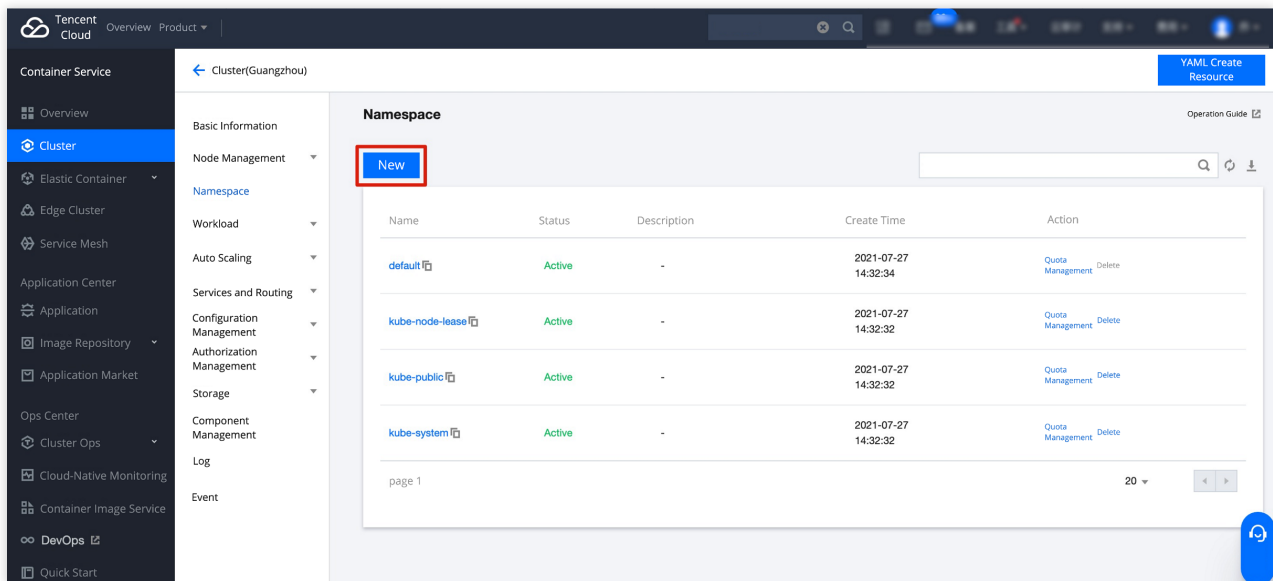 Tencent
Cloud
Overview Product
Container Service
Cluster(Guangzhou)
YAML Create
Resource
Overview
Cluster
Elastic Container
Edge Cluster
Service Mesh
Application Center
Application
Image Repository
Application Market
Ops Center
Cluster Ops
Cloud-Native Monitoring
Container Image Service
DevOps
Quick Start
Basic Information
Node Management
Namespace
Workload
Auto Scaling
Services and Routing
Configuration
Management
Authorization
Management
Storage
Component
Management
Log
Event
Namespace
Operation Guide
New
Name Status Description Create Time Action
default Active - 2021-07-27 14:32:34 Quota Management Delete
kube-node-lease Active - 2021-07-27 14:32:32 Quota Management Delete
kube-public Active - 2021-07-27 14:32:32 Quota Management Delete
kube-system Active - 2021-07-27 14:32:32 Quota Management Delete
page 1
20